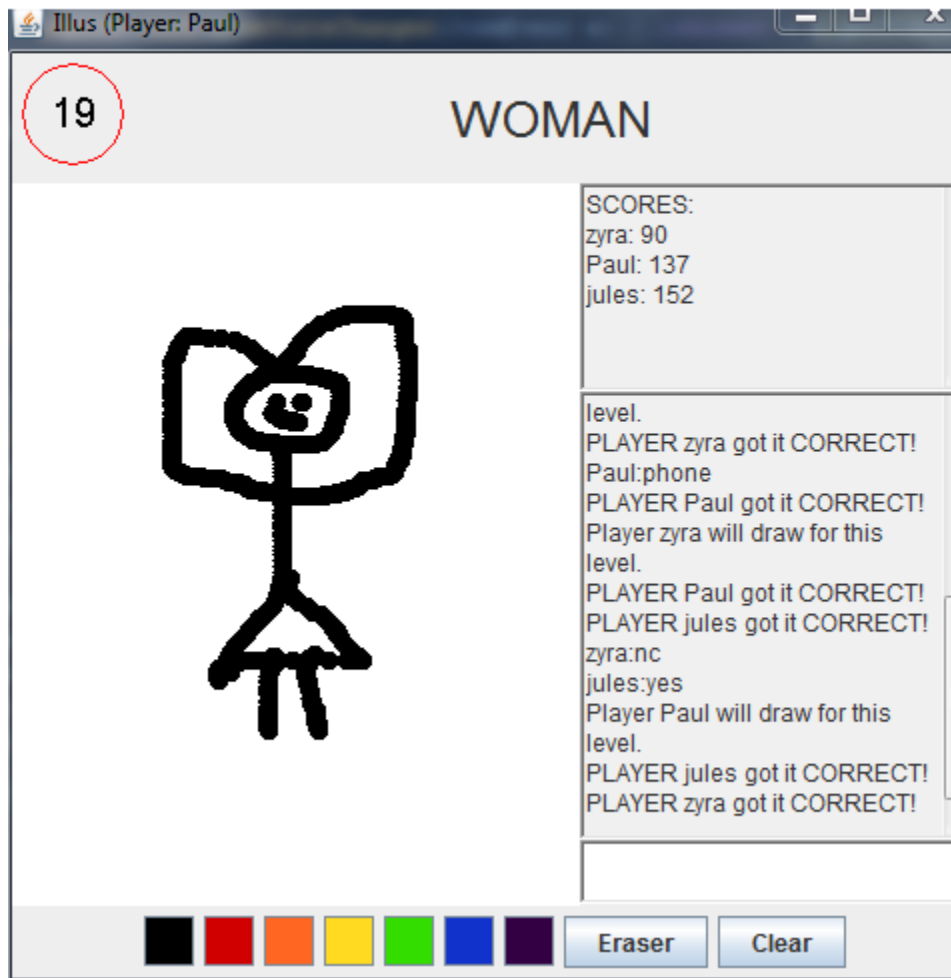 Illus (Player: Paul)
19
WOMAN
SCORES:
zyra: 90
Paul: 137
jules: 152
level.
PLAYER zyra got it CORRECT!
Paul:phone
PLAYER Paul got it CORRECT!
Player zyra will draw for this
level.
PLAYER Paul got it CORRECT!
PLAYER jules got it CORRECT!
zyra:nc
jules:yes
Player Paul will draw for this
level.
PLAYER jules got it CORRECT!
PLAYER zyra got it CORRECT!
Eraser
Clear